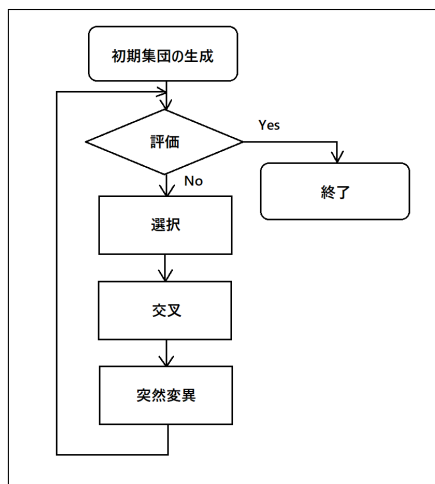 初期集団の生成
評価
Yes
No
終了
選択
交叉
突然変異